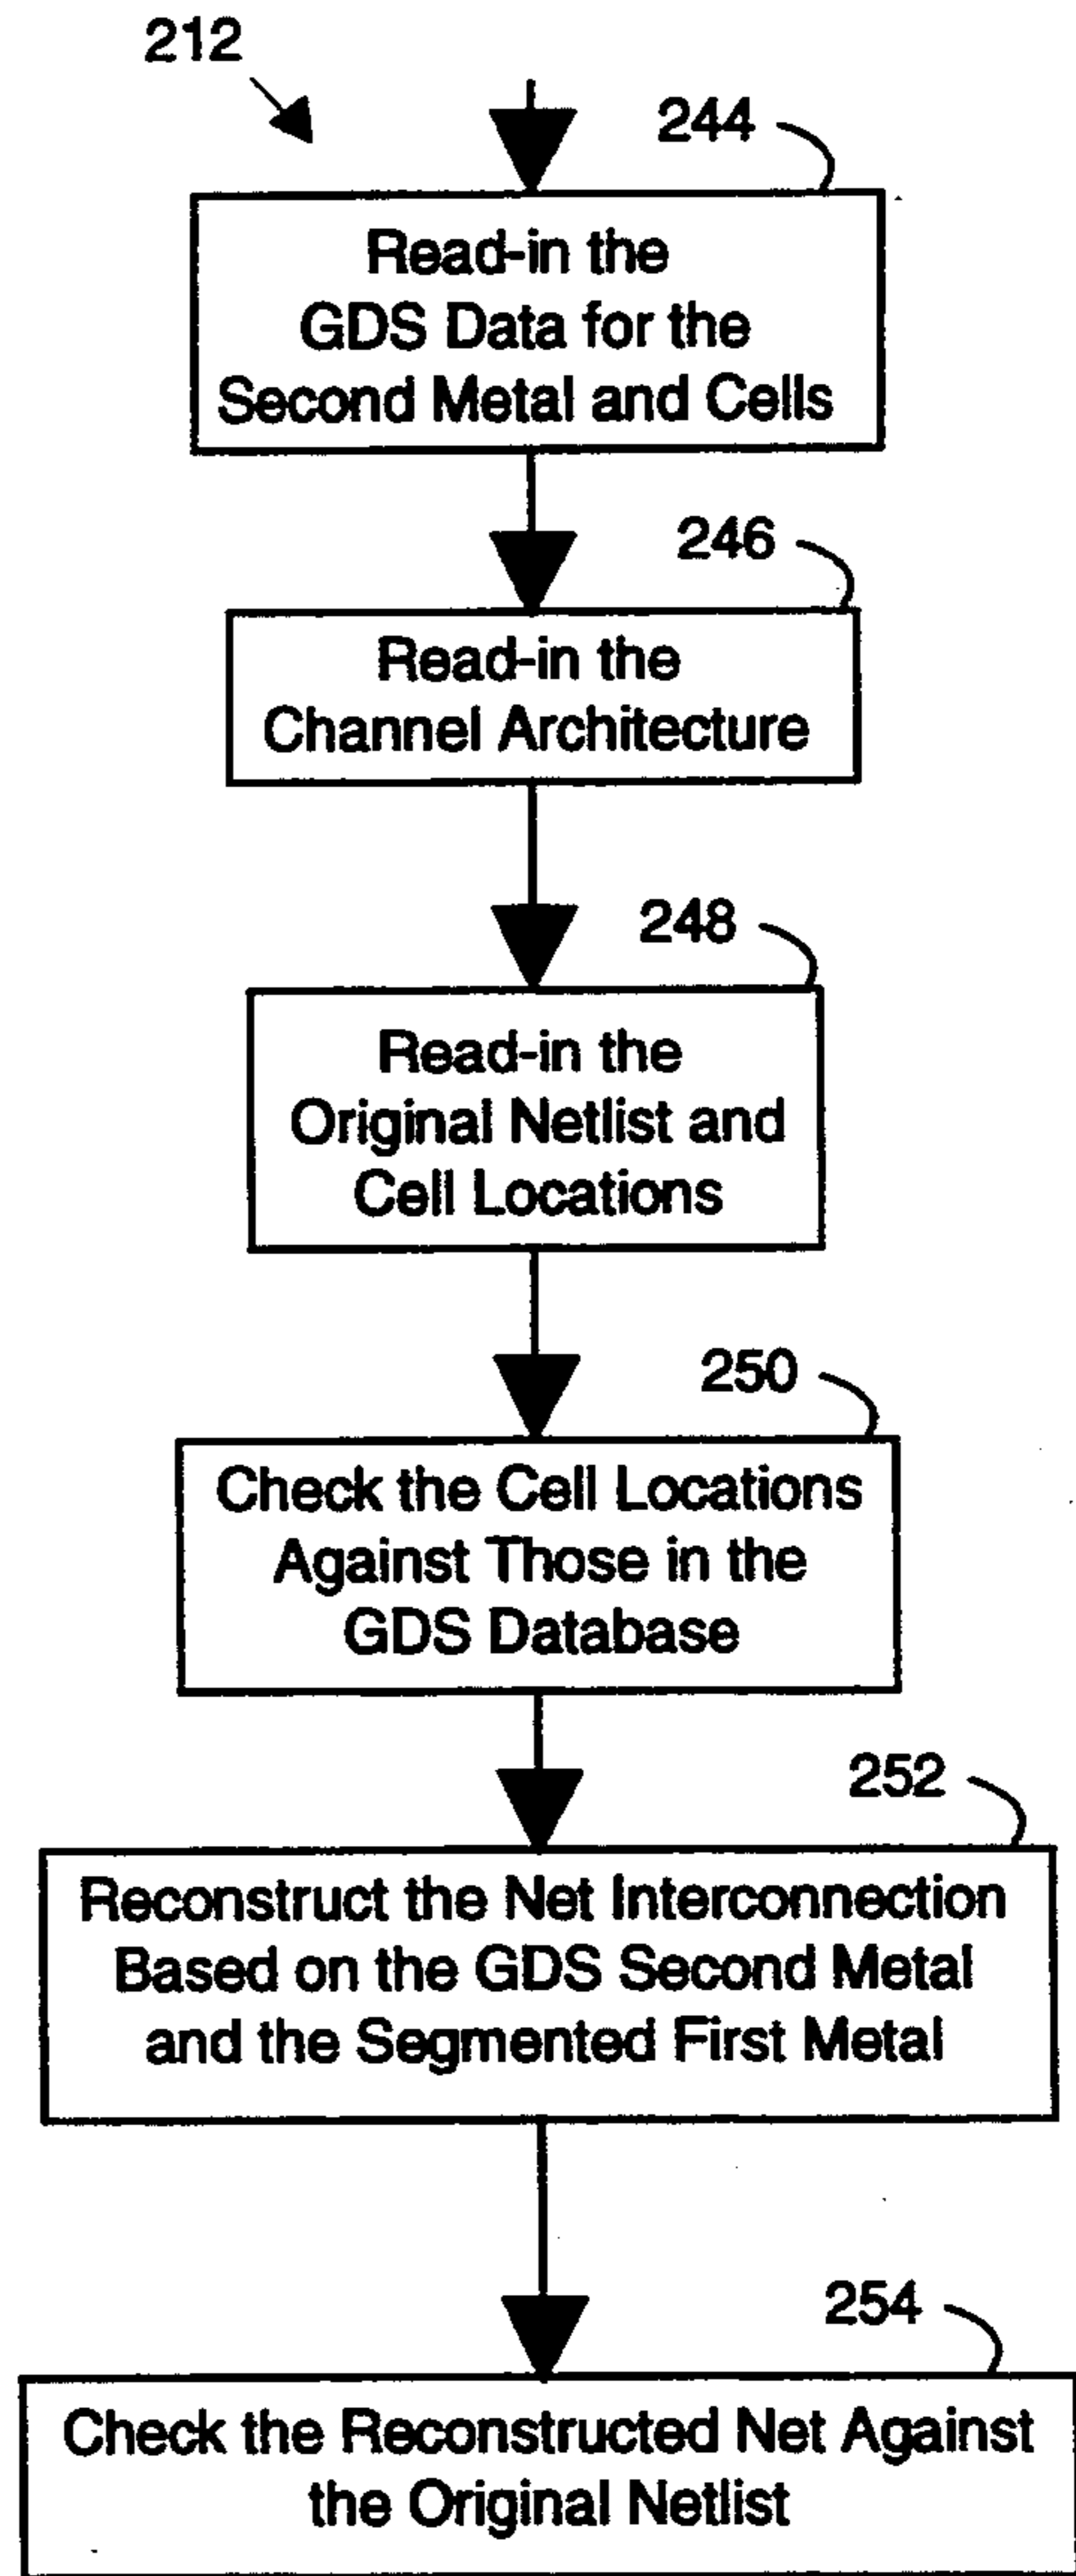 212
244
Read-in the
GDS Data for the
Second Metal and Cells
246
Read-in the
Channel Architecture
248
Read-in the
Original Netlist and
Cell Locations
250
Check the Cell Locations
Against Those in the
GDS Database
252
Reconstruct the Net Interconnection
Based on the GDS Second Metal
and the Segmented First Metal
254
Check the Reconstructed Net Against
the Original Netlist